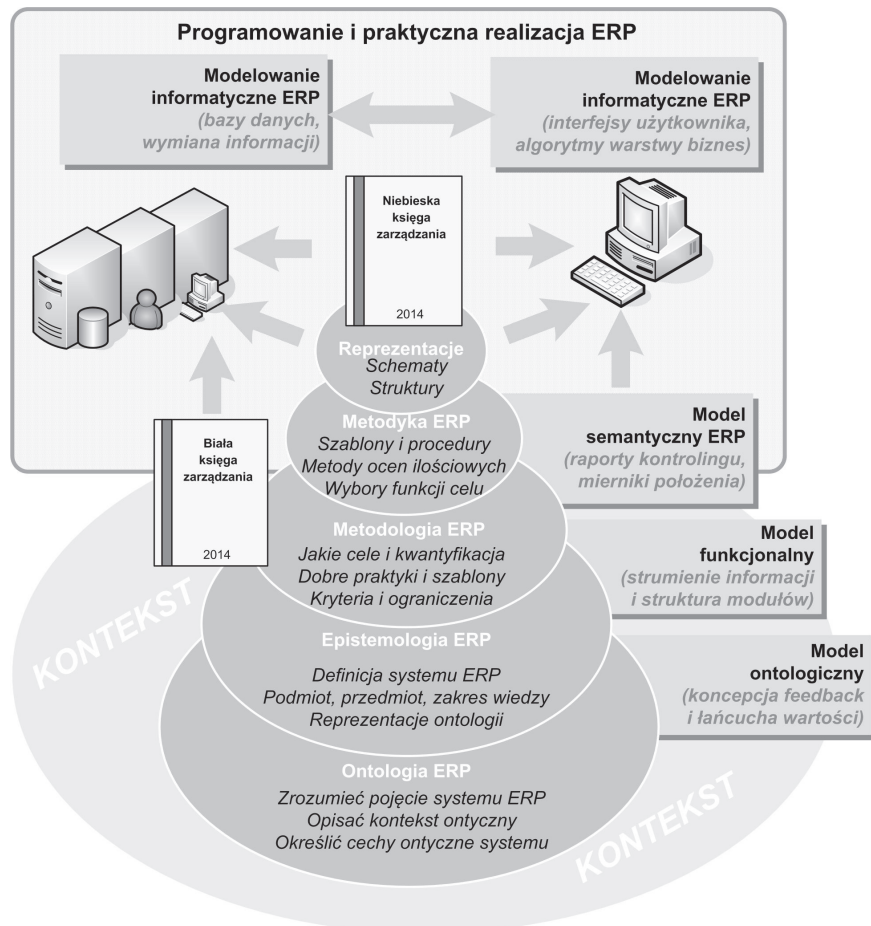 Programowanie i praktyczna realizacja ERP
Modelowanie
informatyczne ERP
(bazy danych,
wymiana informacji)
Modelowanie
informatyczne ERP
(interfejsy użytkownika,
algorytmy warstwy biznes)
Niebieska
księga
zarządzania
2014
Reprezentacje
Schematy
Struktury
Metodyka ERP
Szablony i procedury
Metody ocen ilościowych
Wybory funkcji celu
Model
semantyczny ERP
(raporty kontrolingu,
mierniki położenia)
Biała
księga
zarządzania
2014
Metodologia ERP
Jakie cele i kwantyfikacja
Dobre praktyki i szablony
Kryteria i ograniczenia
Model
funkcjonalny
(strumienie informacji
i struktura modułów)
KONTEKST
Epistemologia ERP
Definicja systemu ERP
Podmiot, przedmiot, zakres wiedzy
Reprezentacje ontologii
Model
ontologiczny
(koncepcja feedback
i łańcucha wartości)
Ontologia ERP
Zrozumieć pojęcie systemu ERP
Opisać kontekst ontyczny
Określić cechy ontyczne systemu
KONTEKST